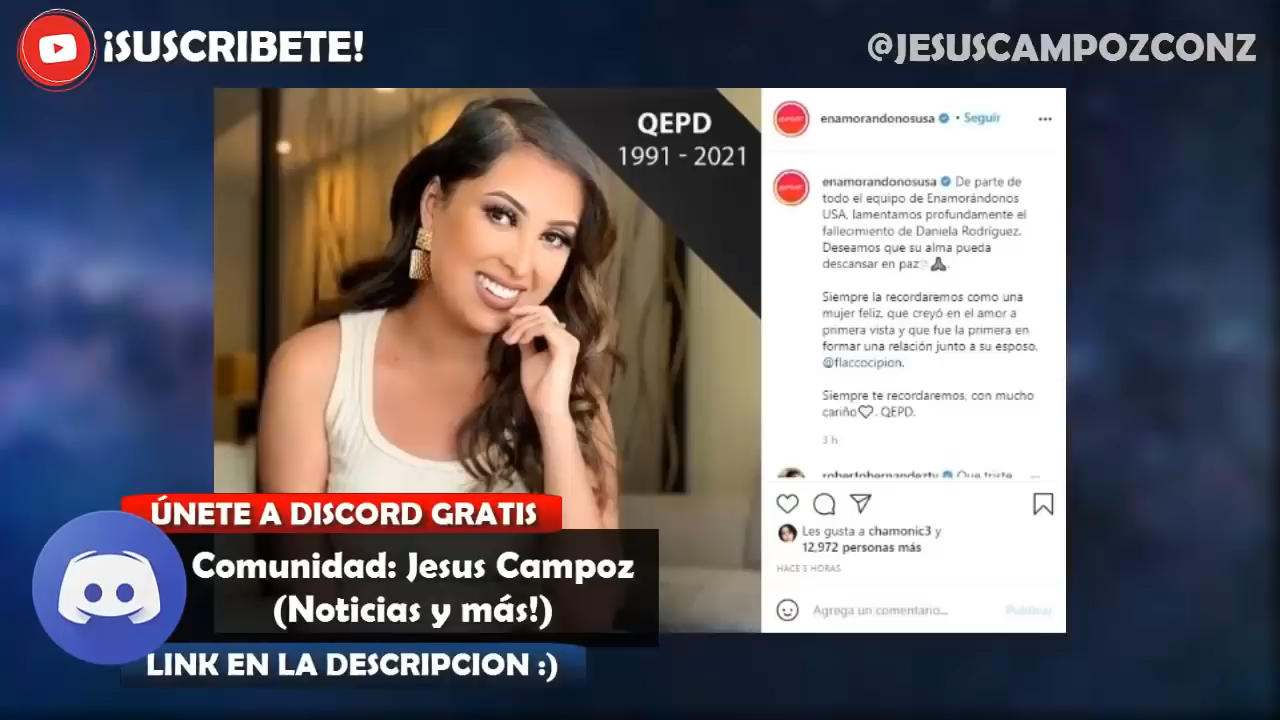 ¡SUSCRIBETE!
@JESUSCAMPOZCONZ
QEPD
1991 - 2021
enamorandonosusa • Seguir
enamorandonosusa De parte de
todo el equipo de Enamorándonos
USA, lamentamos profundamente el
fallecimiento de Daniela Rodríguez.
Deseamos que su alma pueda
descansar en paz.
Siempre la recordaremos como una
mujer feliz, que creyó en el amor a
primera vista y que fue la primera en
formar una relación junto a su esposo,
@flaccocipion.
Siempre te recordaremos, con mucho
cariño. QEPD.
3 h
robertohernandeztv Que triste
Les gusta a chamonic3 y
12,972 personas más
HACE 3 HORAS
Agrega un comentario...
Publicar
ÚNETE A DISCORD GRATIS
Comunidad: Jesus Campoz
(Noticias y más!)
LINK EN LA DESCRIPCION :)